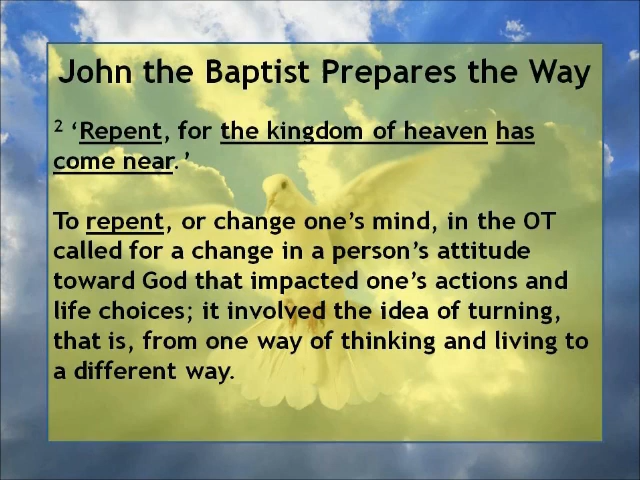 John the Baptist Prepares the Way
2 ‘Repent, for the kingdom of heaven has
come near.’
To repent, or change one’s mind, in the OT
called for a change in a person’s attitude
toward God that impacted one’s actions and
life choices; it involved the idea of turning,
that is, from one way of thinking and living to
a different way.